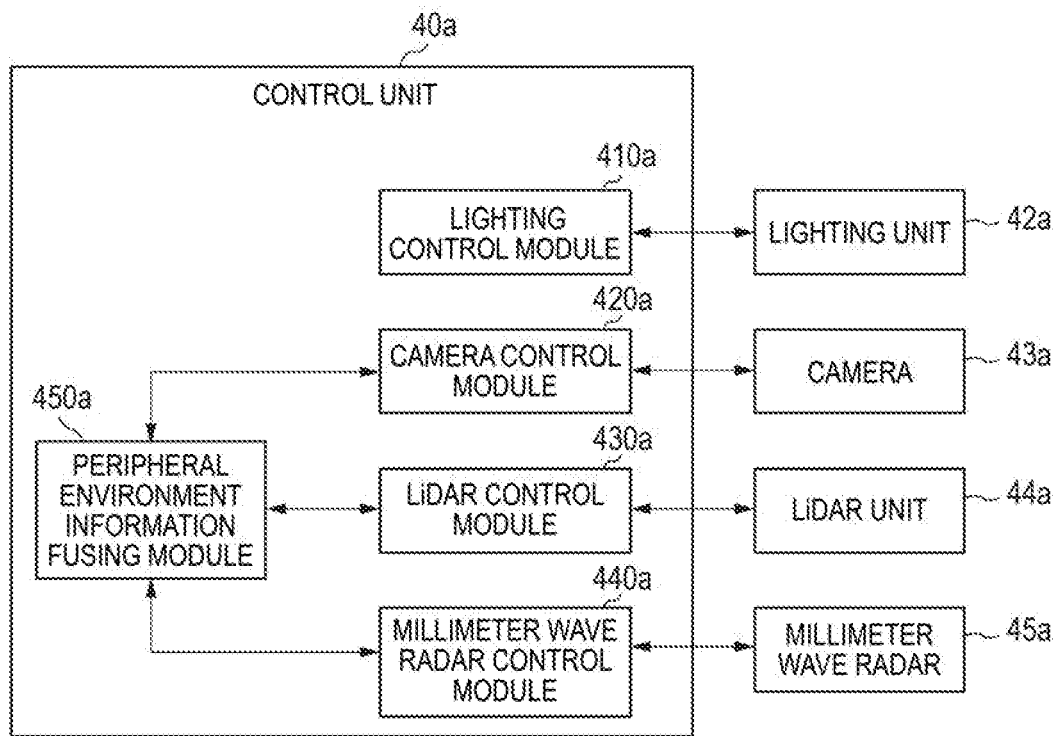 40a
CONTROL UNIT
410a
LIGHTING
CONTROL MODULE
LIGHTING UNIT
42a
420a
CAMERA CONTROL
MODULE
CAMERA
43a
450a
PERIPHERAL
ENVIRONMENT
INFORMATION
FUSING MODULE
430a
LiDAR CONTROL
MODULE
LiDAR UNIT
44a
440a
MILLIMETER WAVE
RADAR CONTROL
MODULE
MILLIMETER
WAVE RADAR
45a